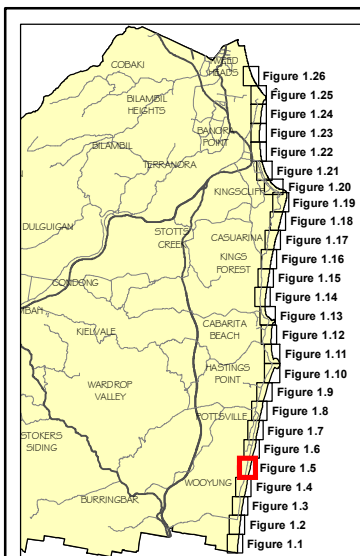 COBAKI
TWEED
HEADS
BILAMBIL
HEIGHTS
BANORA
POINT
BILAMBIL
TERRANORA
KINGSCLIFF
DULGUIGAN
STOTTS
CREEK
CASUARINA
KINGS
FOREST
GONDONG
MBAH
KIELVALE
CABARITA
BEACH
HASTINGS
POINT
WARDROP
VALLEY
POTTSVILLE
STOKERS
SIDING
WOOYUNG
BURRINGBAR
Figure 1.26
Figure 1.25
Figure 1.24
Figure 1.23
Figure 1.22
Figure 1.21
Figure 1.20
Figure 1.19
Figure 1.18
Figure 1.17
Figure 1.16
Figure 1.15
Figure 1.14
Figure 1.13
Figure 1.12
Figure 1.11
Figure 1.10
Figure 1.9
Figure 1.8
Figure 1.7
Figure 1.6
Figure 1.5
Figure 1.4
Figure 1.3
Figure 1.2
Figure 1.1